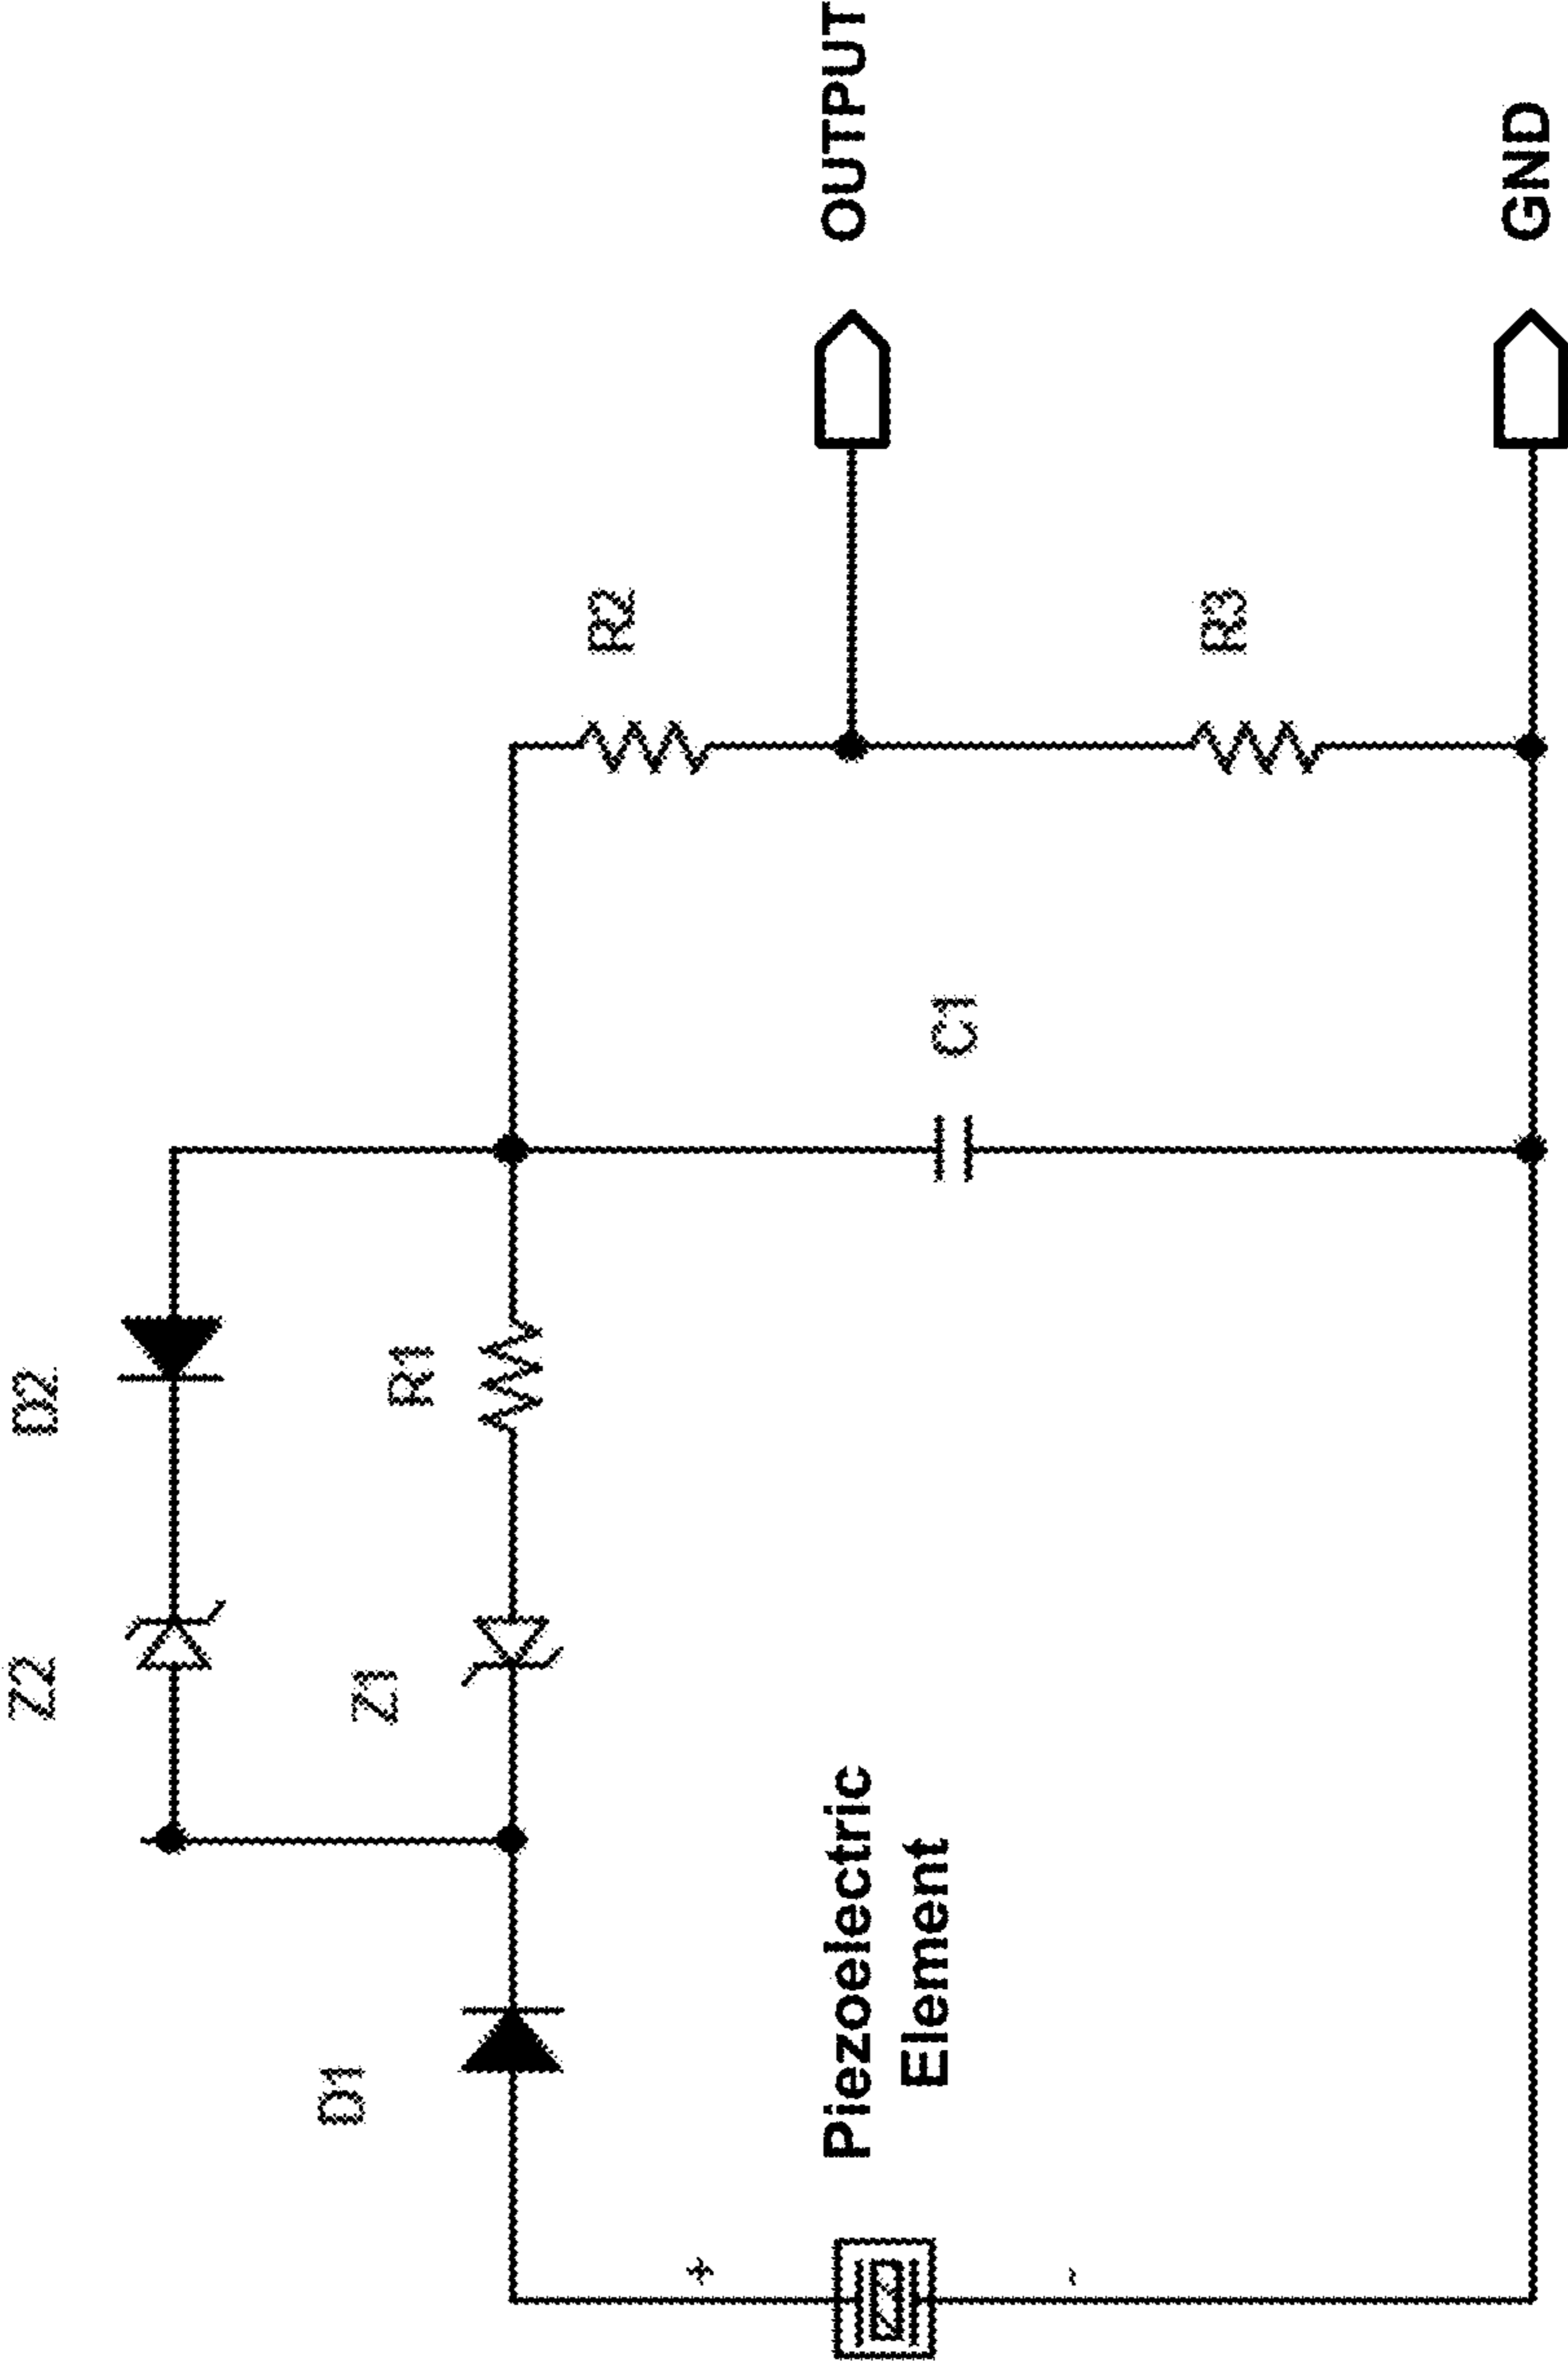 Z2
D2
Z1
R1
D1
R2
OUTPUT
+
Piezoelectric
Element
C1
R3
-
GND